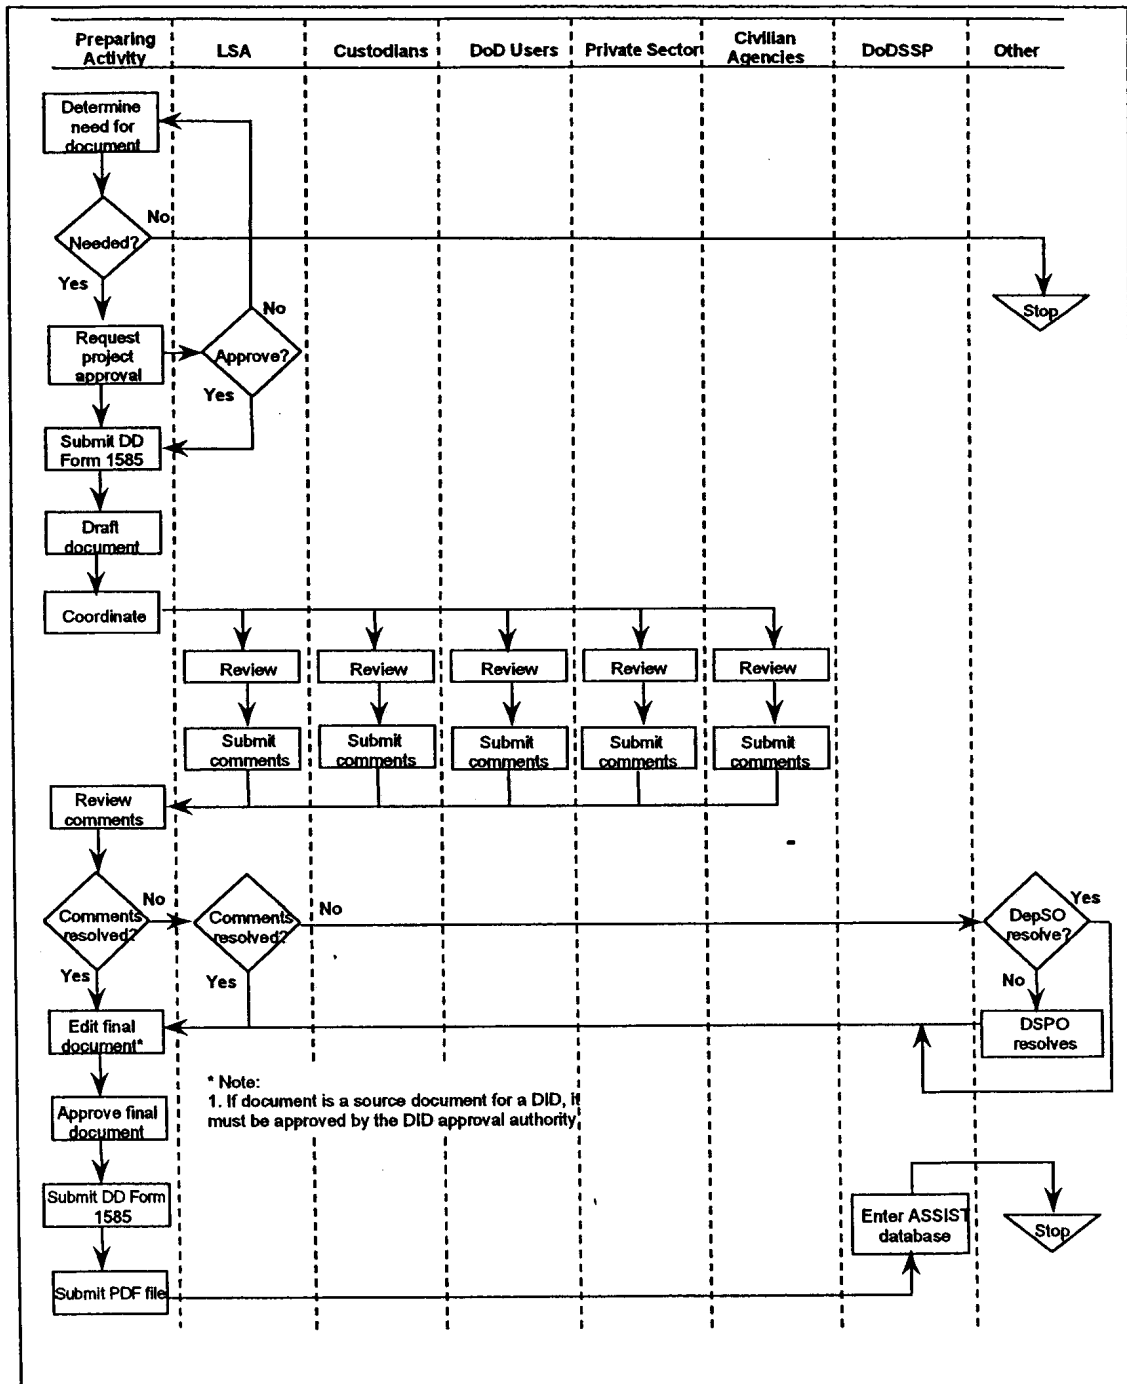 Preparing
Activity
LSA
Custodians
DoD Users
Private Sector
Civilian
Agencies
DoDSSP
Other
Determine
need for
document
No
Needed?
Yes
Stop
No
Request
project
approval
Approve?
Yes
Submit DD
Form 1585
Draft
document
Coordinate
Review
Review
Review
Review
Review
Submit
comments
Submit
comments
Submit
comments
Submit
comments
Submit
comments
Review
comments
Comments
resolved?
No
Yes
Comments
resolved?
No
Yes
DepSO
resolve?
Yes
No
Edit final
document*
DSPO
resolves
* Note:
1. If document is a source document for a DID, it
must be approved by the DID approval authority
Approve final
document
Submit DD Form
1585
Enter ASSIST
database
Stop
Submit PDF file